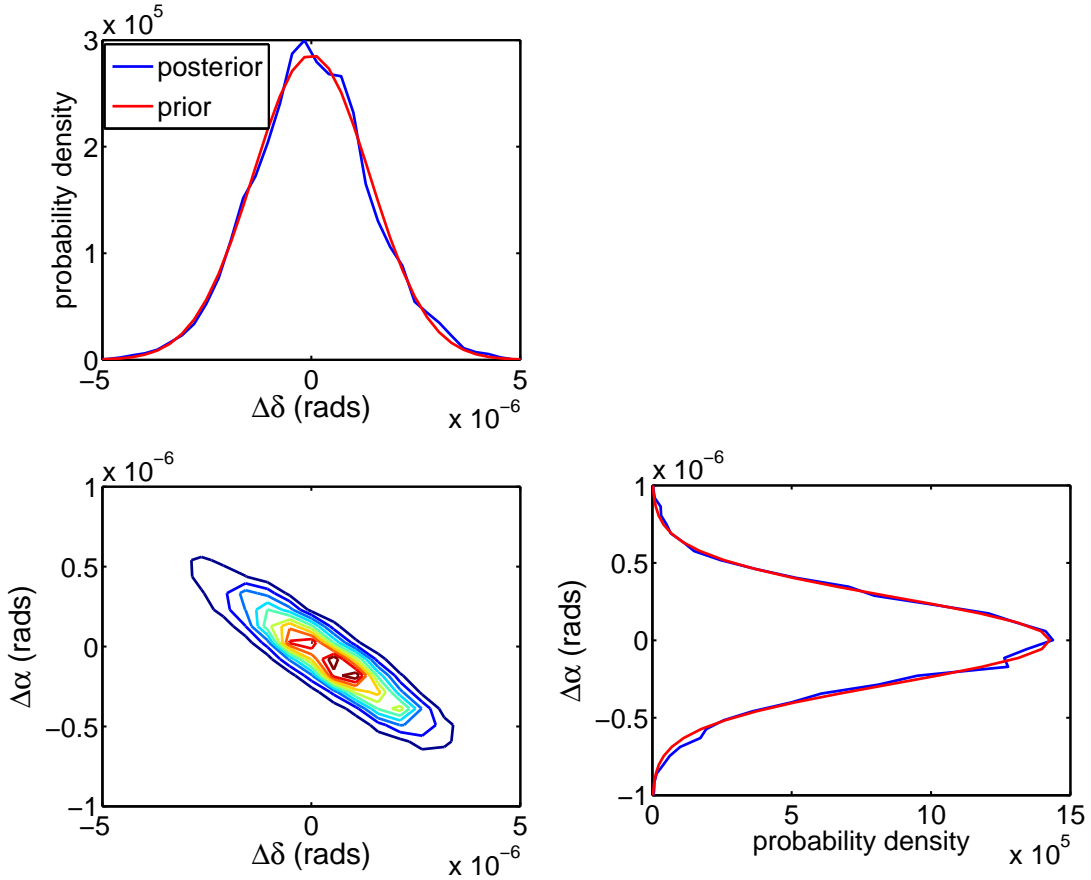 x 10^5
3
2
1
0
probability density
posterior
prior
−5
0
5
Δδ (rads)
x 10^−6
x 10^−6
1
0.5
0
−0.5
−1
Δα (rads)
−5
0
5
Δδ (rads)
x 10^−6
x 10^−6
1
0.5
0
−0.5
−1
Δα (rads)
0
5
10
15
probability density
x 10^5